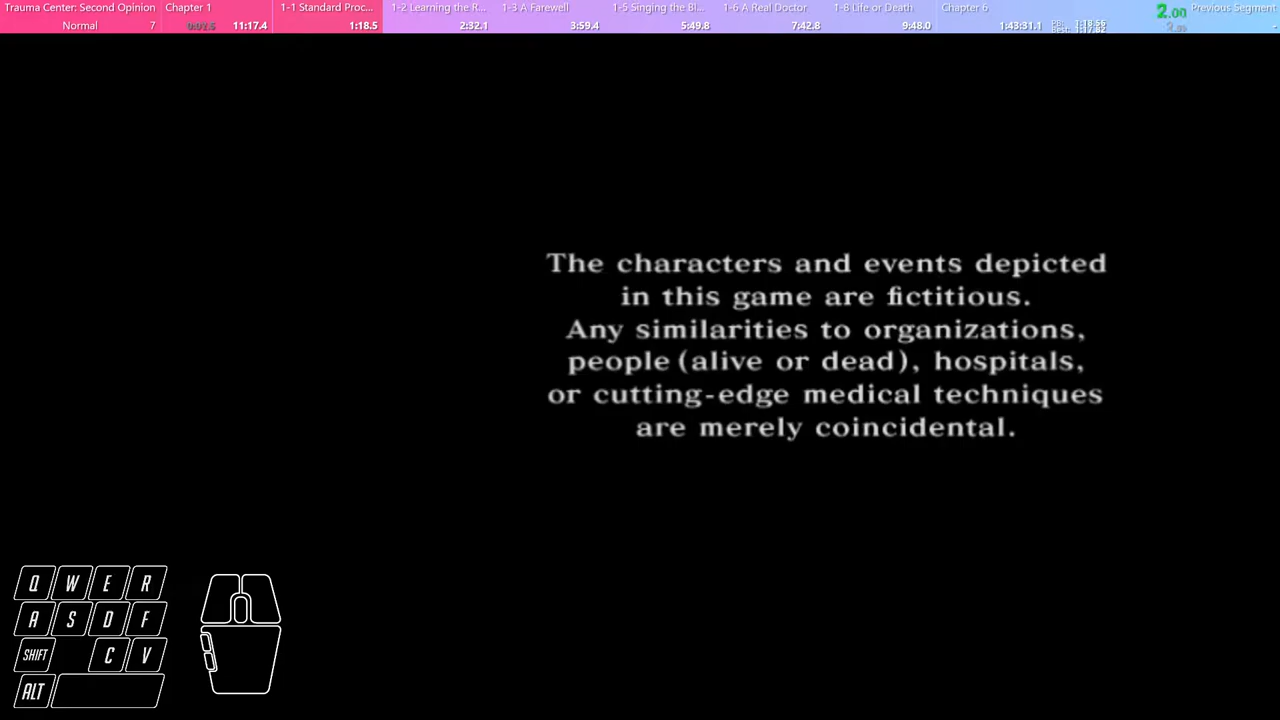 Trauma Center: Second Opinion
Normal 7
Chapter 1
11:17.4
1-1 Standard Proc...
1:18.5
1-2 Learning the R...
2:32.1
1-3 A Farewell
3:59.4
1-5 Singing the Bl...
5:49.8
1-6 A Real Doctor
7:42.8
1-8 Life or Death
9:48.0
Chapter 6
1:43:31.1
2.00
Previous Segment
-
The characters and events depicted
in this game are fictitious.
Any similarities to organizations,
people (alive or dead), hospitals,
or cutting-edge medical techniques
are merely coincidental.
Q W E R
A S D F
SHIFT C V
ALT